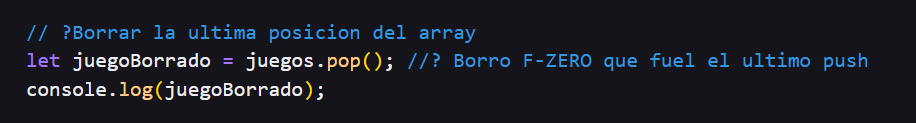 // ?Borrar la ultima posicion del array
let juegoBorrado = juegos.pop(); //? Borro F-ZERO que fuel el ultimo push
console.log(juegoBorrado);